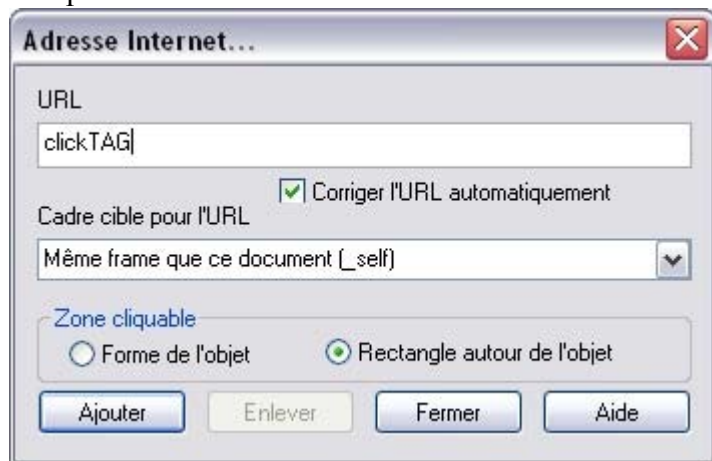 Adresse Internet...
URL
clickTAG
Corriger l'URL automatiquement
Cadre cible pour l'URL
Même frame que ce document (_self)
Zone cliquable
Forme de l'objet Rectangle autour de l'objet
Ajouter Enlever Fermer Aide